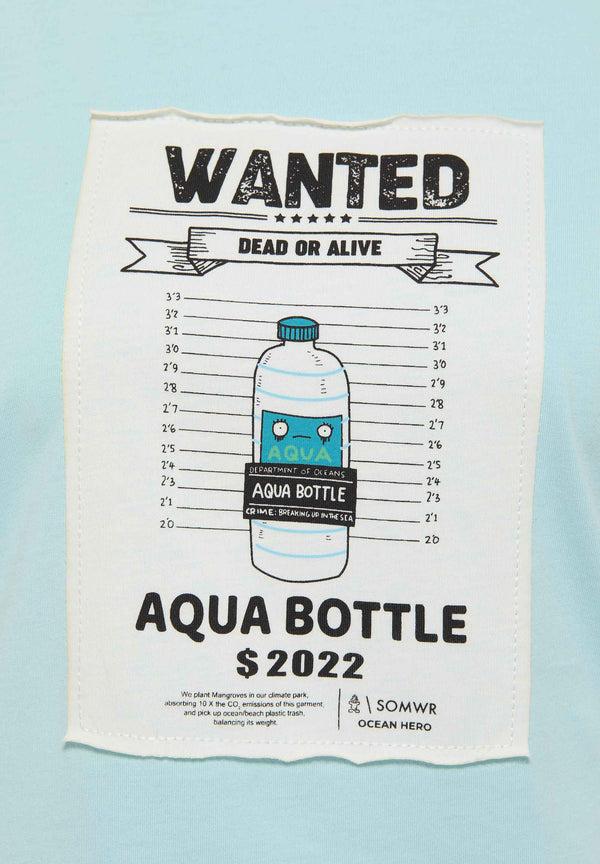 WANTED
DEAD OR ALIVE
3'3 3'3
3'2 3'2
3'1 3'1
3'0 3'0
2'9 2'9
2'8 2'8
2'7 2'7
2'6 2'6
2'5 2'5
2'4 2'4
2'3 2'3
2'1 2'1
2'0 2'0
AQUA
DEPARTMENT OF OCEANS
AQUA BOTTLE
CRIME: BREAKING UP IN THE SEA
AQUA BOTTLE
$2022
We plant Mangroves in our climate park,
absorbing 10 X the CO2 emissions of this garment,
and pick up ocean/beach plastic trash,
balancing its weight.
\ SOMWR
OCEAN HERO